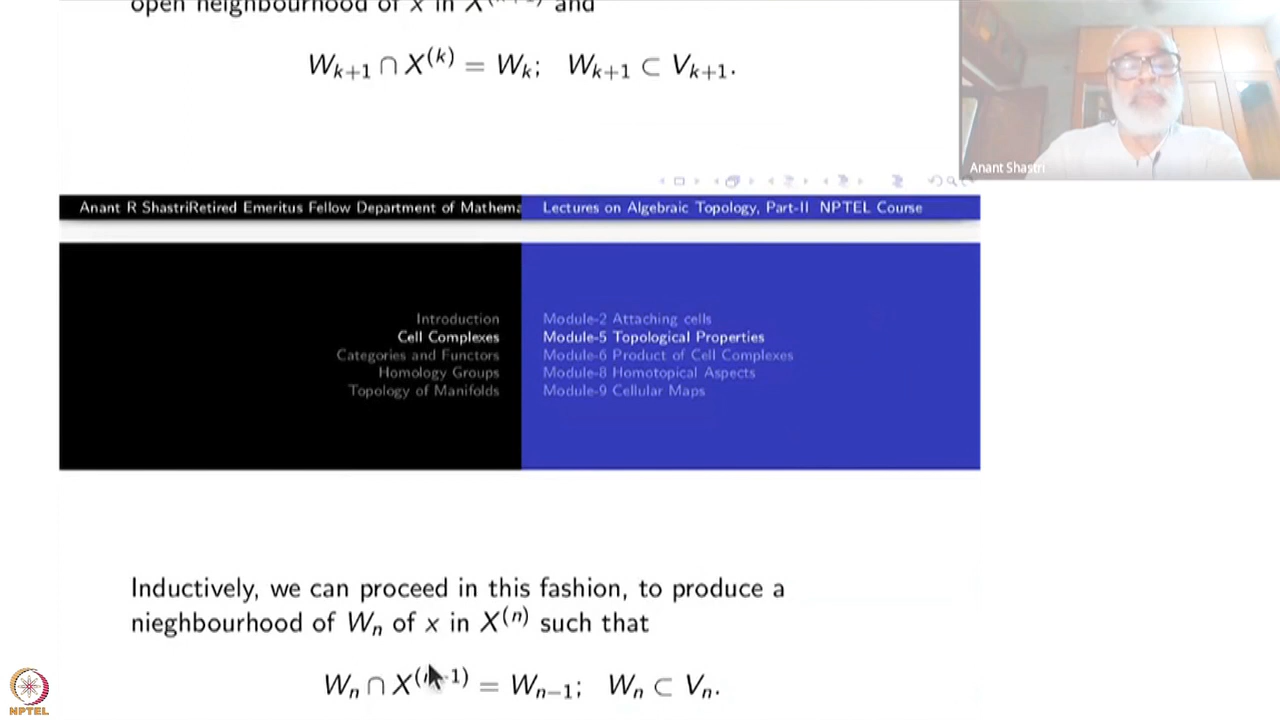 open neighbourhood of x in X and
W_{k+1} ∩ X^{(k)} = W_k; W_{k+1} ⊂ V_{k+1}.
Anant Shastri
Anant R ShastriRetired Emeritus Fellow Department of Mathema
Lectures on Algebraic Topology, Part-II NPTEL Course
Introduction
Cell Complexes
Categories and Functors
Homology Groups
Topology of Manifolds
Module-2 Attaching cells
Module-5 Topological Properties
Module-6 Product of Cell Complexes
Module-8 Homotopical Aspects
Module-9 Cellular Maps
Inductively, we can proceed in this fashion, to produce a
nieghbourhood of W_n of x in X^{(n)} such that
W_n ∩ X^{(n-1)} = W_{n-1}; W_n ⊂ V_n.
NPTEL